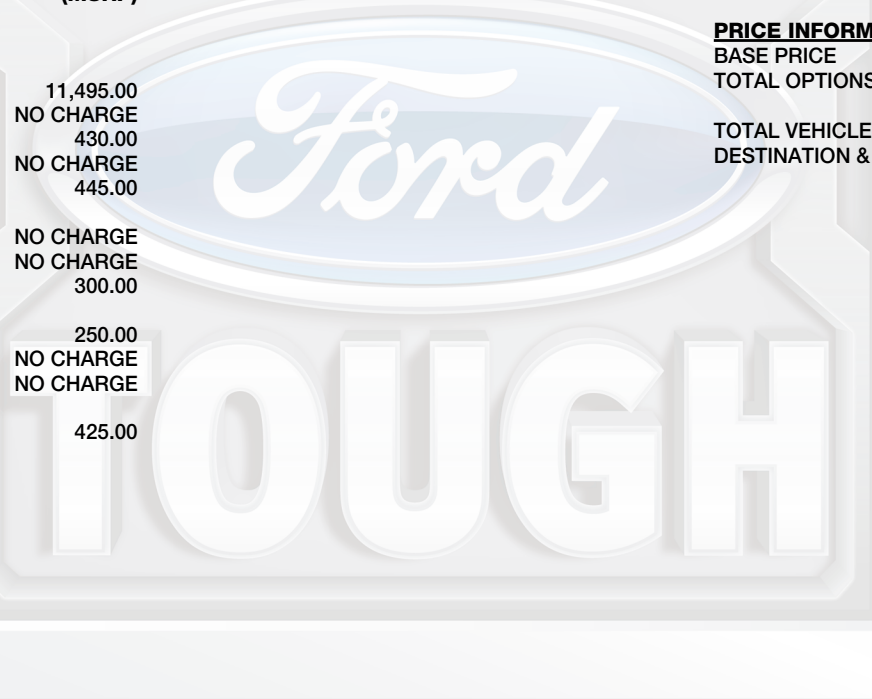 PRICE INFORM
BASE PRICE
TOTAL OPTIONS
TOTAL VEHICLE
DESTINATION &
11,495.00
NO CHARGE
430.00
NO CHARGE
445.00
NO CHARGE
NO CHARGE
300.00
250.00
NO CHARGE
NO CHARGE
425.00
Ford
TOUGH